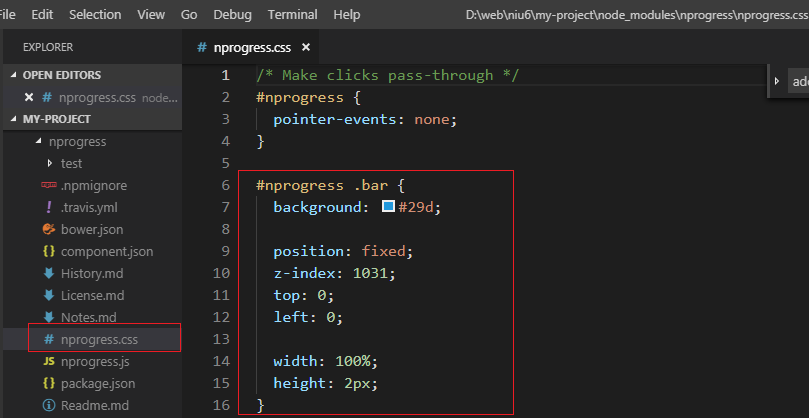 File Edit Selection View Go Debug Terminal Help D:\web\niu6\my-project\node_modules\nprogress\nprogress.css
EXPLORER
# nprogress.css ×
OPEN EDITORS
× # nprogress.css node...
MY-PROJECT
nprogress
test
.npmignore
! .travis.yml
bower.json
{} component.json
History.md
License.md
Notes.md
# nprogress.css
JS nprogress.js
{} package.json
Readme.md
1 /* Make clicks pass-through */
2 #nprogress {
3 pointer-events: none;
4 }
5
6 #nprogress .bar {
7 background: #29d;
8
9 position: fixed;
10 z-index: 1031;
11 top: 0;
12 left: 0;
13
14 width: 100%;
15 height: 2px;
16 }